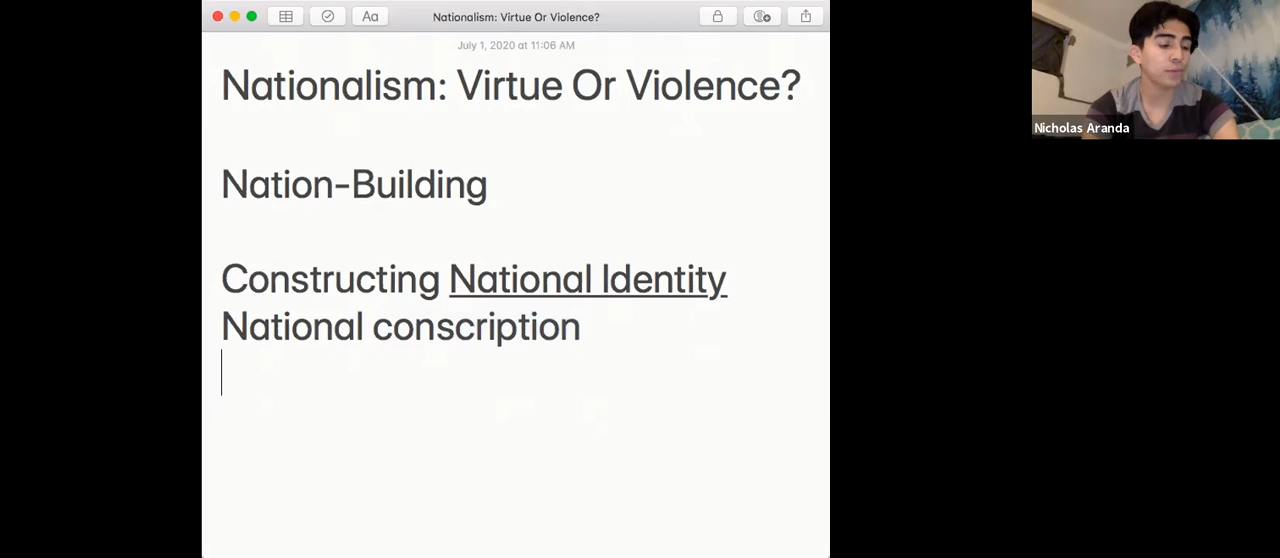 Nationalism: Virtue Or Violence?
July 1, 2020 at 11:06 AM
Nationalism: Virtue Or Violence?
Nation-Building
Constructing National Identity
National conscription
Aa
Nicholas Aranda